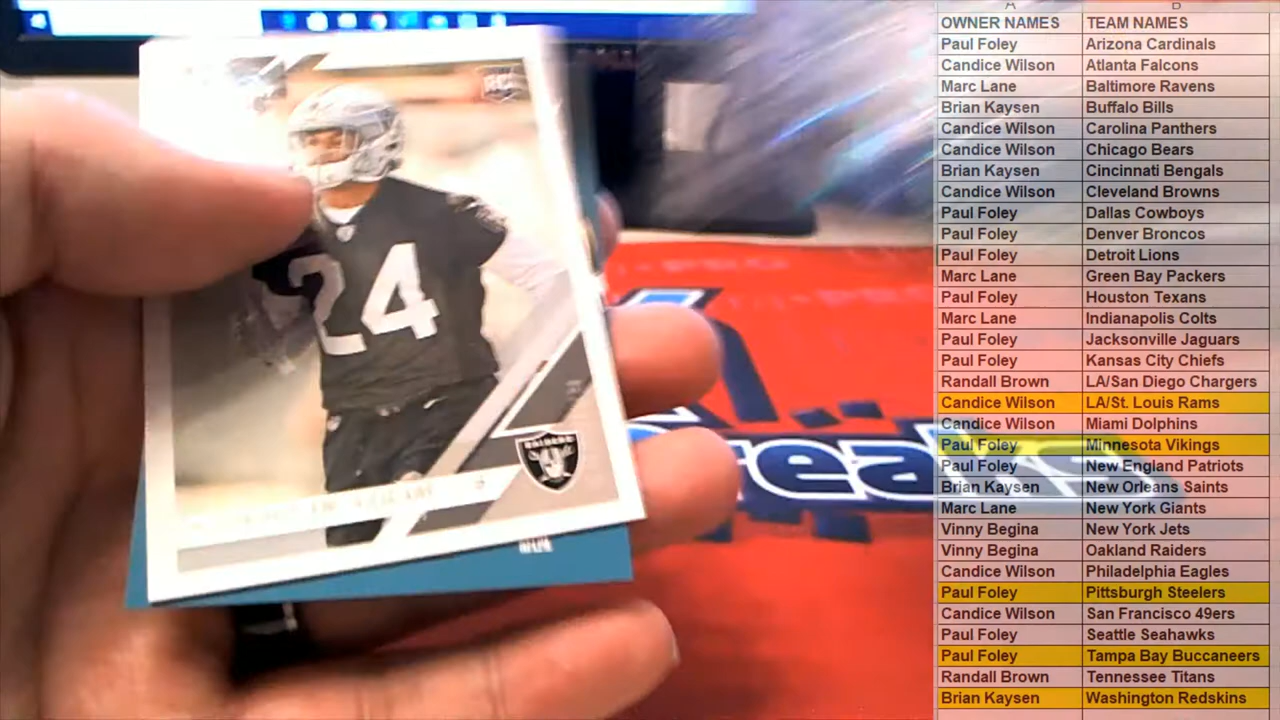 A B
OWNER NAMES TEAM NAMES
Paul Foley Arizona Cardinals
Candice Wilson Atlanta Falcons
Marc Lane Baltimore Ravens
Brian Kaysen Buffalo Bills
Candice Wilson Carolina Panthers
Candice Wilson Chicago Bears
Brian Kaysen Cincinnati Bengals
Candice Wilson Cleveland Browns
Paul Foley Dallas Cowboys
Paul Foley Denver Broncos
Paul Foley Detroit Lions
Marc Lane Green Bay Packers
Paul Foley Houston Texans
Marc Lane Indianapolis Colts
Paul Foley Jacksonville Jaguars
Paul Foley Kansas City Chiefs
Randall Brown LA/San Diego Chargers
Candice Wilson LA/St. Louis Rams
Candice Wilson Miami Dolphins
Paul Foley Minnesota Vikings
Paul Foley New England Patriots
Brian Kaysen New Orleans Saints
Marc Lane New York Giants
Vinny Begina New York Jets
Vinny Begina Oakland Raiders
Candice Wilson Philadelphia Eagles
Paul Foley Pittsburgh Steelers
Candice Wilson San Francisco 49ers
Paul Foley Seattle Seahawks
Paul Foley Tampa Bay Buccaneers
Randall Brown Tennessee Titans
Brian Kaysen Washington Redskins
24
RAIDERS
reaks